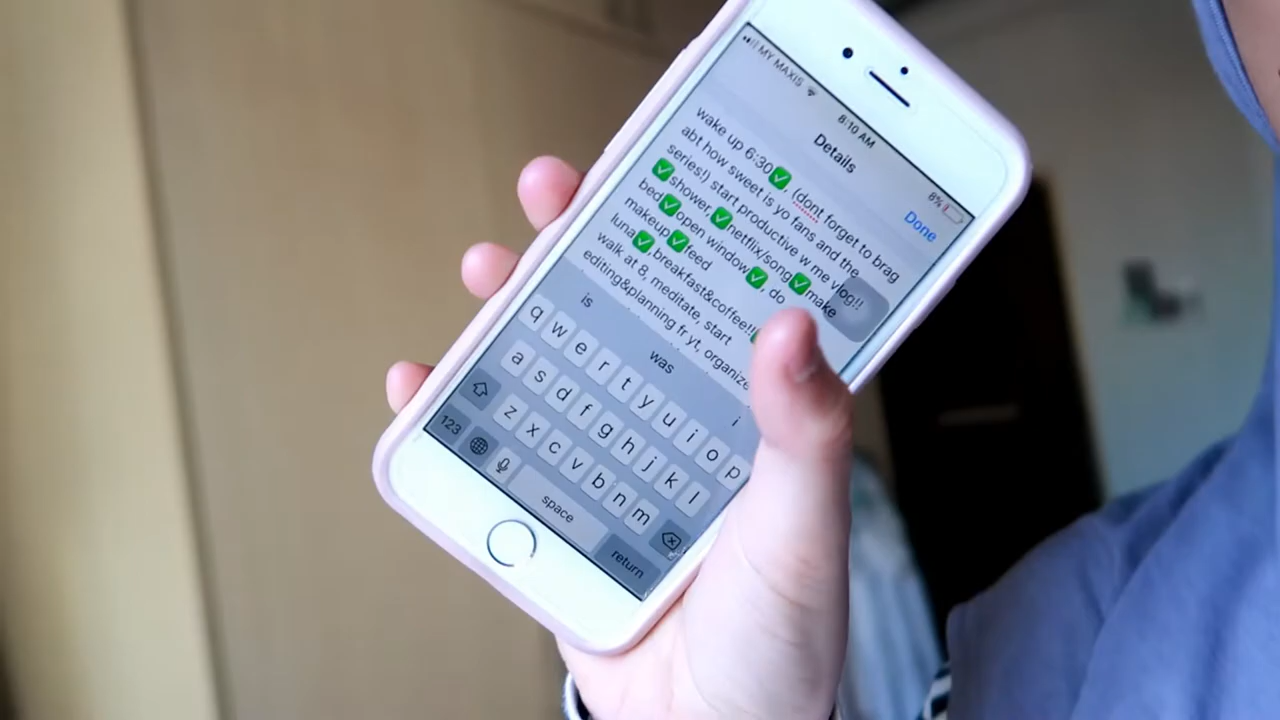 MY MAXIS
8:10 AM
8%
Details
Done
wake up 6:30✅, (dont forget to brag
abt how sweet is yo fans and the
series!) start productive w me vlog!!
✅shower,✅netflix/song✅make
bed✅open window✅, do
makeup✅feed
luna✅,breakfast&coffee!!✅
walk at 8, meditate, start
editing&planning fr yt, organize
is was i
q w e r t y u i o p
a s d f g h j k l
z x c v b n m
123 space return